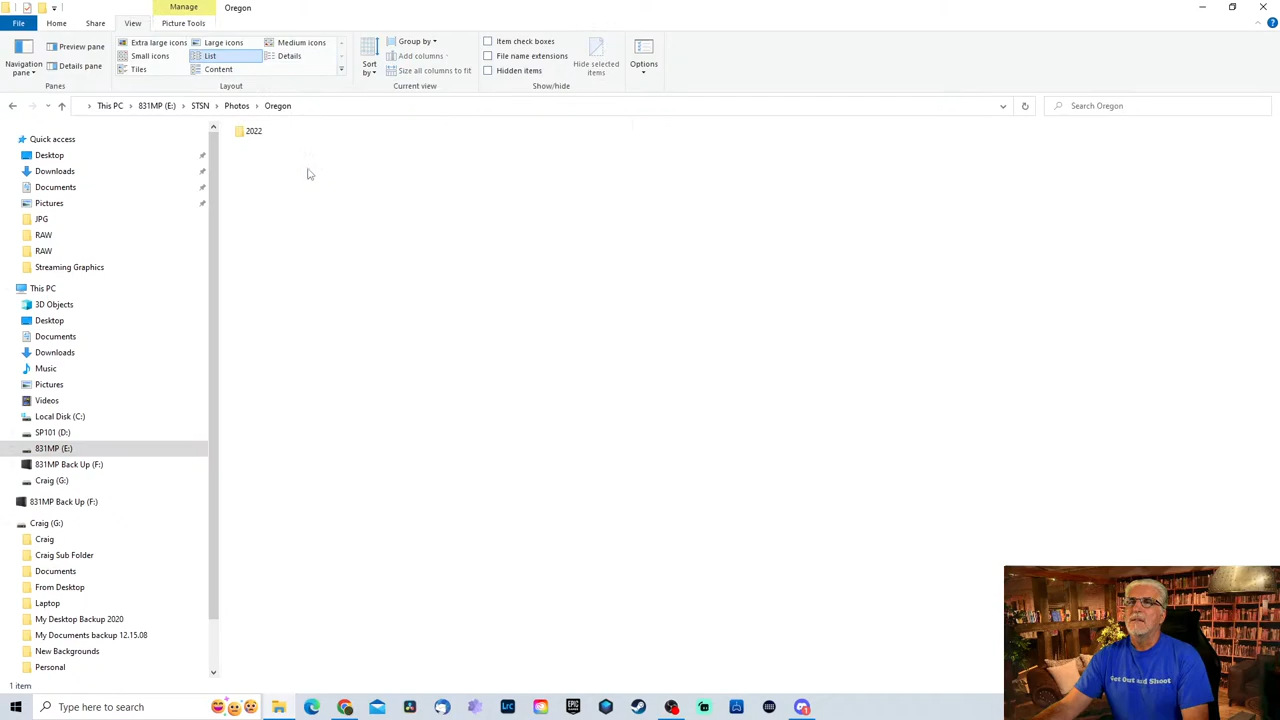 Manage
Oregon
File
Home
Share
View
Picture Tools
Navigation pane
Preview pane
Details pane
Panes
Extra large icons
Large icons
Medium icons
Small icons
List
Details
Tiles
Content
Layout
Sort by
Group by
Add columns
Size all columns to fit
Current view
Item check boxes
File name extensions
Hidden items
Hide selected items
Show/hide
Options
This PC > 831MP (E:) > STSN > Photos > Oregon
Search Oregon
2022
Quick access
Desktop
Downloads
Documents
Pictures
JPG
RAW
RAW
Streaming Graphics
This PC
3D Objects
Desktop
Documents
Downloads
Music
Pictures
Videos
Local Disk (C:)
SP101 (D:)
831MP (E:)
831MP Back Up (F:)
Craig (G:)
831MP Back Up (F:)
Craig (G:)
Craig
Craig Sub Folder
Documents
From Desktop
Laptop
My Desktop Backup 2020
My Documents backup 12.15.08
New Backgrounds
Personal
1 item
Type here to search
LrC
EPIC GAMES
1
Get Out and Shoot